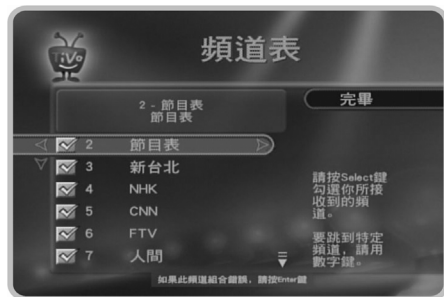 TiVo
頻道表
2 - 節目表
節目表
完畢
2 節目表
3 新台北
4 NHK
5 CNN
6 FTV
7 人間
請按Select鍵
勾選你所接
收到的頻
道。
要跳到特定
頻道，請用
數字鍵。
如果此頻道組合錯誤，請按Enter鍵